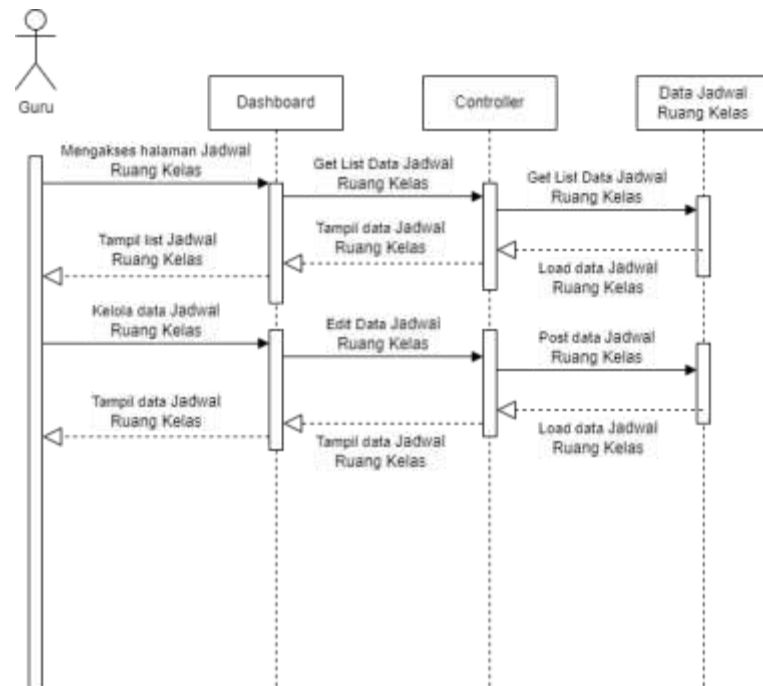 Guru
Dashboard
Controller
Data Jadwal
Ruang Kelas
Mengakses halaman Jadwal
Ruang Kelas
Get List Data Jadwal
Ruang Kelas
Get List Data Jadwal
Ruang Kelas
Tampil list Jadwal
Ruang Kelas
Tampil data Jadwal
Ruang Kelas
Load data Jadwal
Ruang Kelas
Kelola data Jadwal
Ruang Kelas
Edit Data Jadwal
Ruang Kelas
Post data Jadwal
Ruang Kelas
Tampil data Jadwal
Ruang Kelas
Tampil data Jadwal
Ruang Kelas
Load data Jadwal
Ruang Kelas